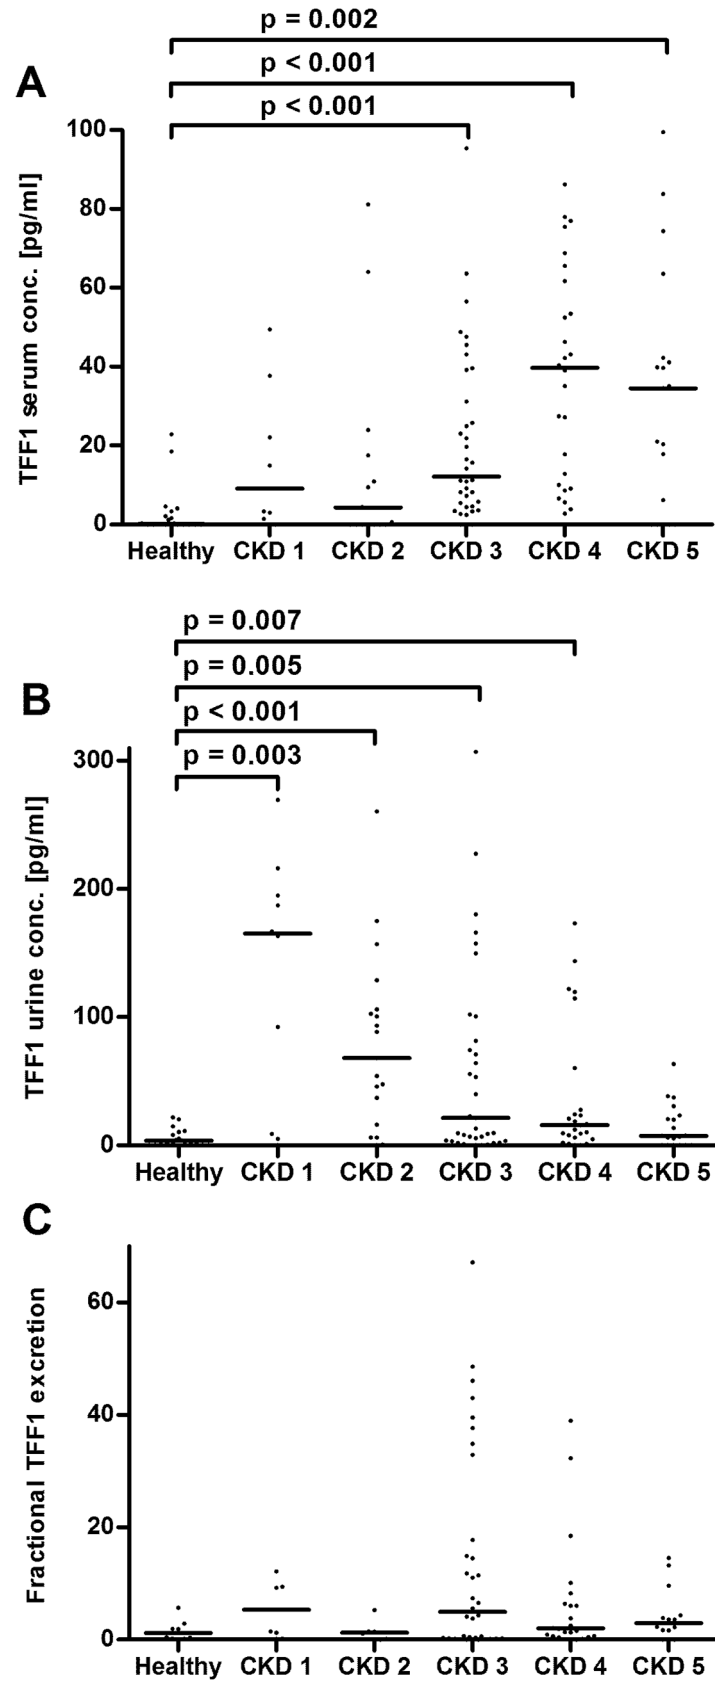 p = 0.002
A
p < 0.001
p < 0.001
TFF1 serum conc. [pg/ml]
100
80
60
40
20
0
Healthy CKD 1 CKD 2 CKD 3 CKD 4 CKD 5
p = 0.007
p = 0.005
B
p < 0.001
p = 0.003
TFF1 urine conc. [pg/ml]
300
200
100
0
Healthy CKD 1 CKD 2 CKD 3 CKD 4 CKD 5
C
Fractional TFF1 excretion
60
40
20
0
Healthy CKD 1 CKD 2 CKD 3 CKD 4 CKD 5